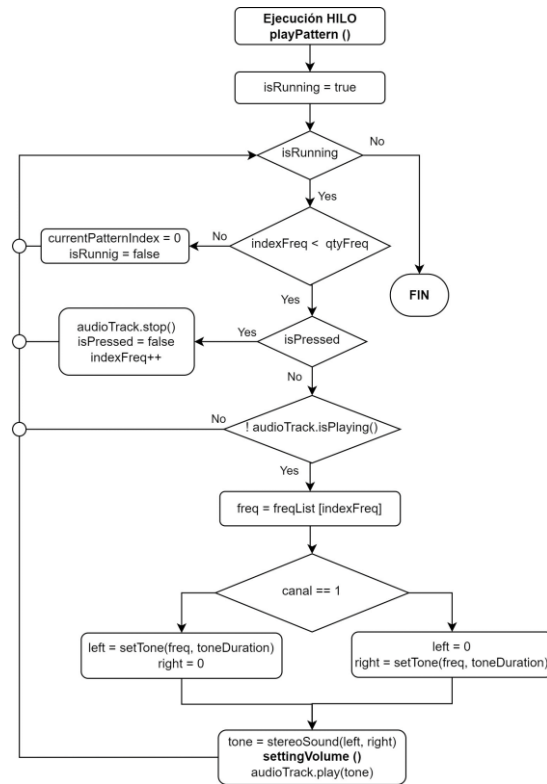 Ejecución HILO
playPattern ()
isRunning = true
isRunning
No
Yes
indexFreq < qtyFreq
No
currentPatternIndex = 0
isRunnig = false
FIN
Yes
isPressed
Yes
audioTrack.stop()
isPressed = false
indexFreq++
No
! audioTrack.isPlaying()
No
Yes
freq = freqList [indexFreq]
canal == 1
left = setTone(freq, toneDuration)
right = 0
left = 0
right = setTone(freq, toneDuration)
tone = stereoSound(left, right)
settingVolume ()
audioTrack.play(tone)